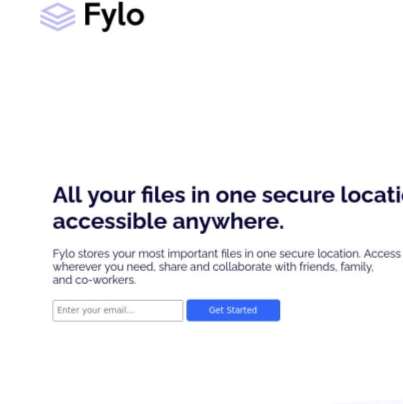 Fylo
All your files in one secure locati
accessible anywhere.
Fylo stores your most important files in one secure location. Access
wherever you need, share and collaborate with friends, family,
and co-workers.
Enter your email... Get Started